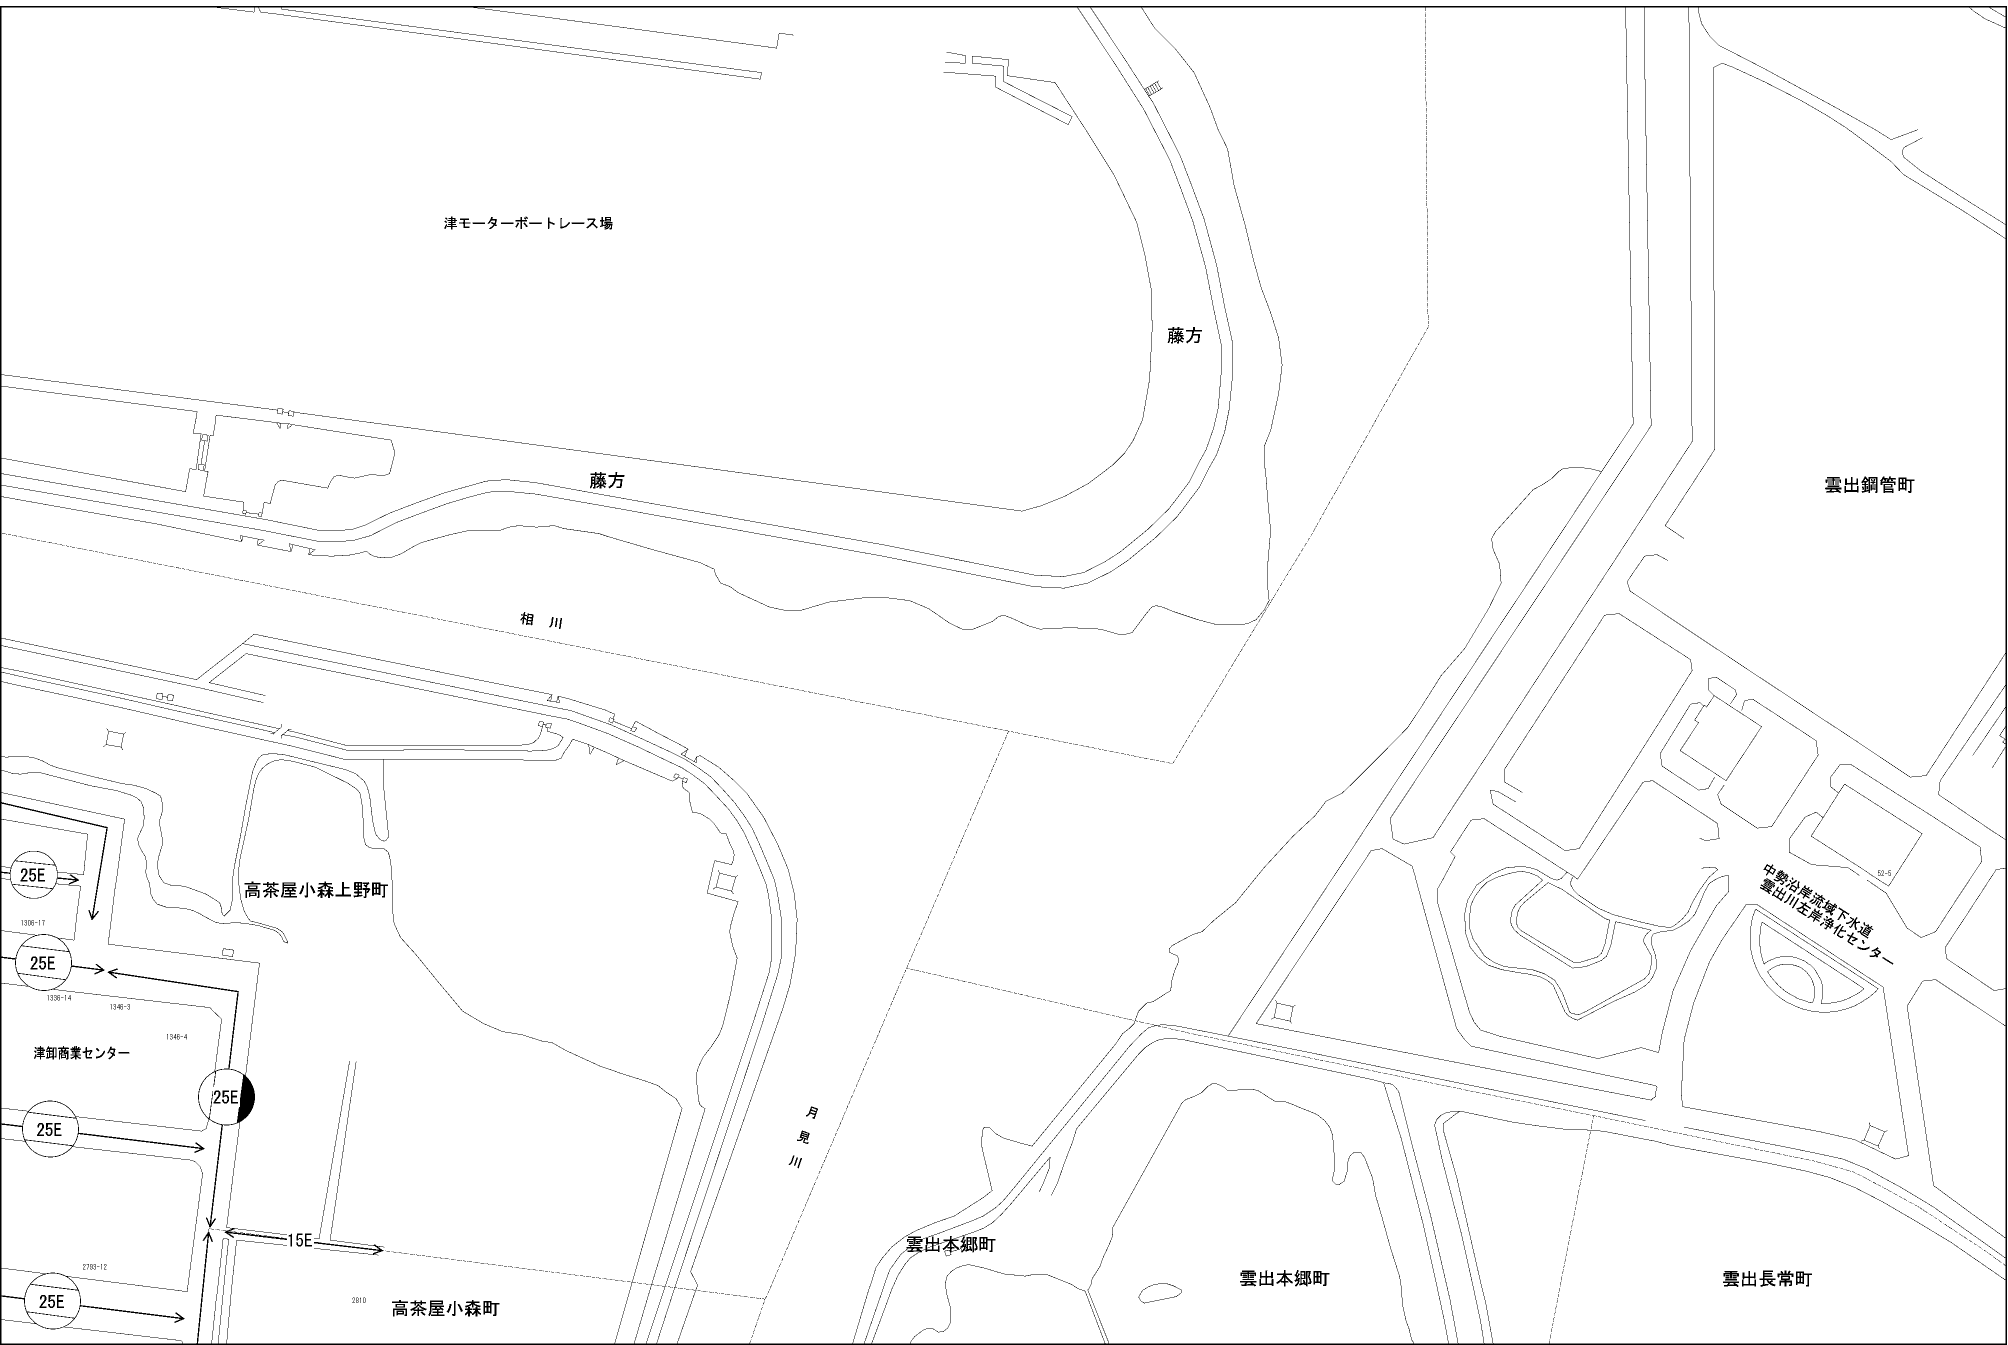 津モーターボートレース場
藤方
藤方
雲出鋼管町
相川
25E
高茶屋小森上野町
52-5
中勢沿岸流域下水道
雲出川左岸浄化センター
1306-17
25E
1336-14
1346-3
1346-4
津卸商業センター
25E
25E
月見川
15E
雲出本郷町
雲出本郷町
雲出長常町
2793-12
25E
2810
高茶屋小森町